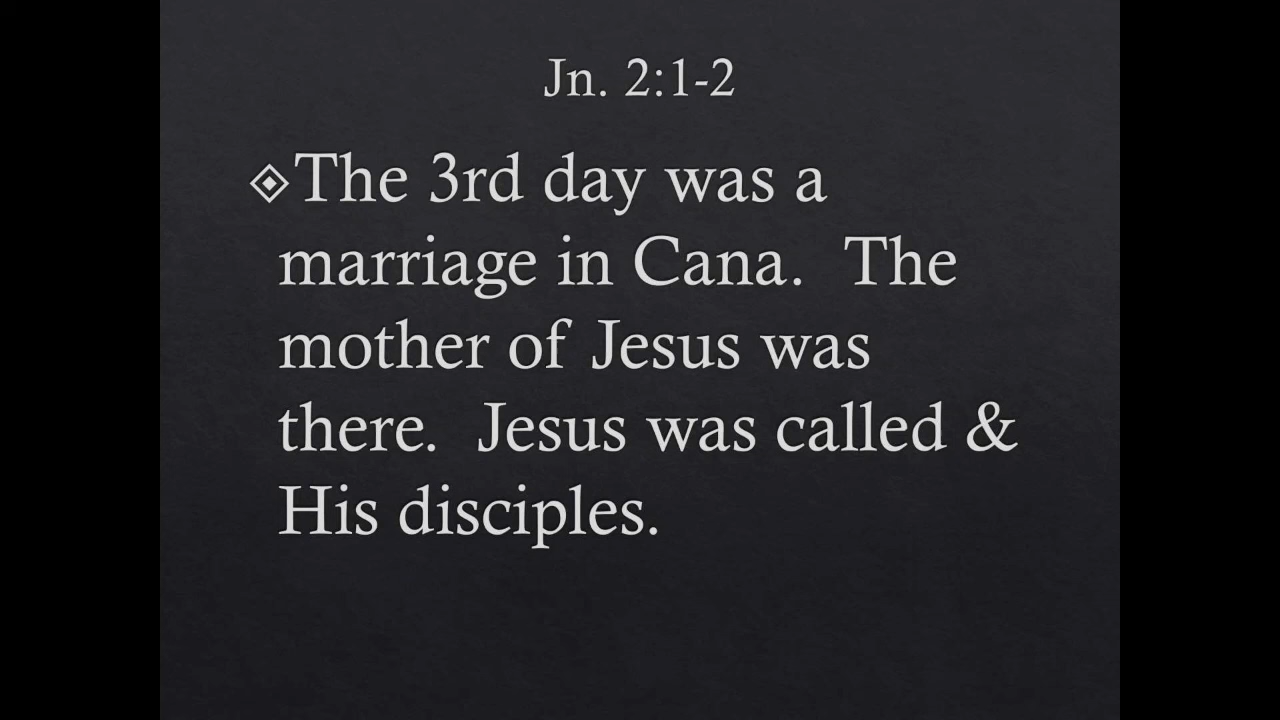 Jn. 2:1-2
The 3rd day was a
marriage in Cana.  The
mother of Jesus was
there.  Jesus was called &
His disciples.